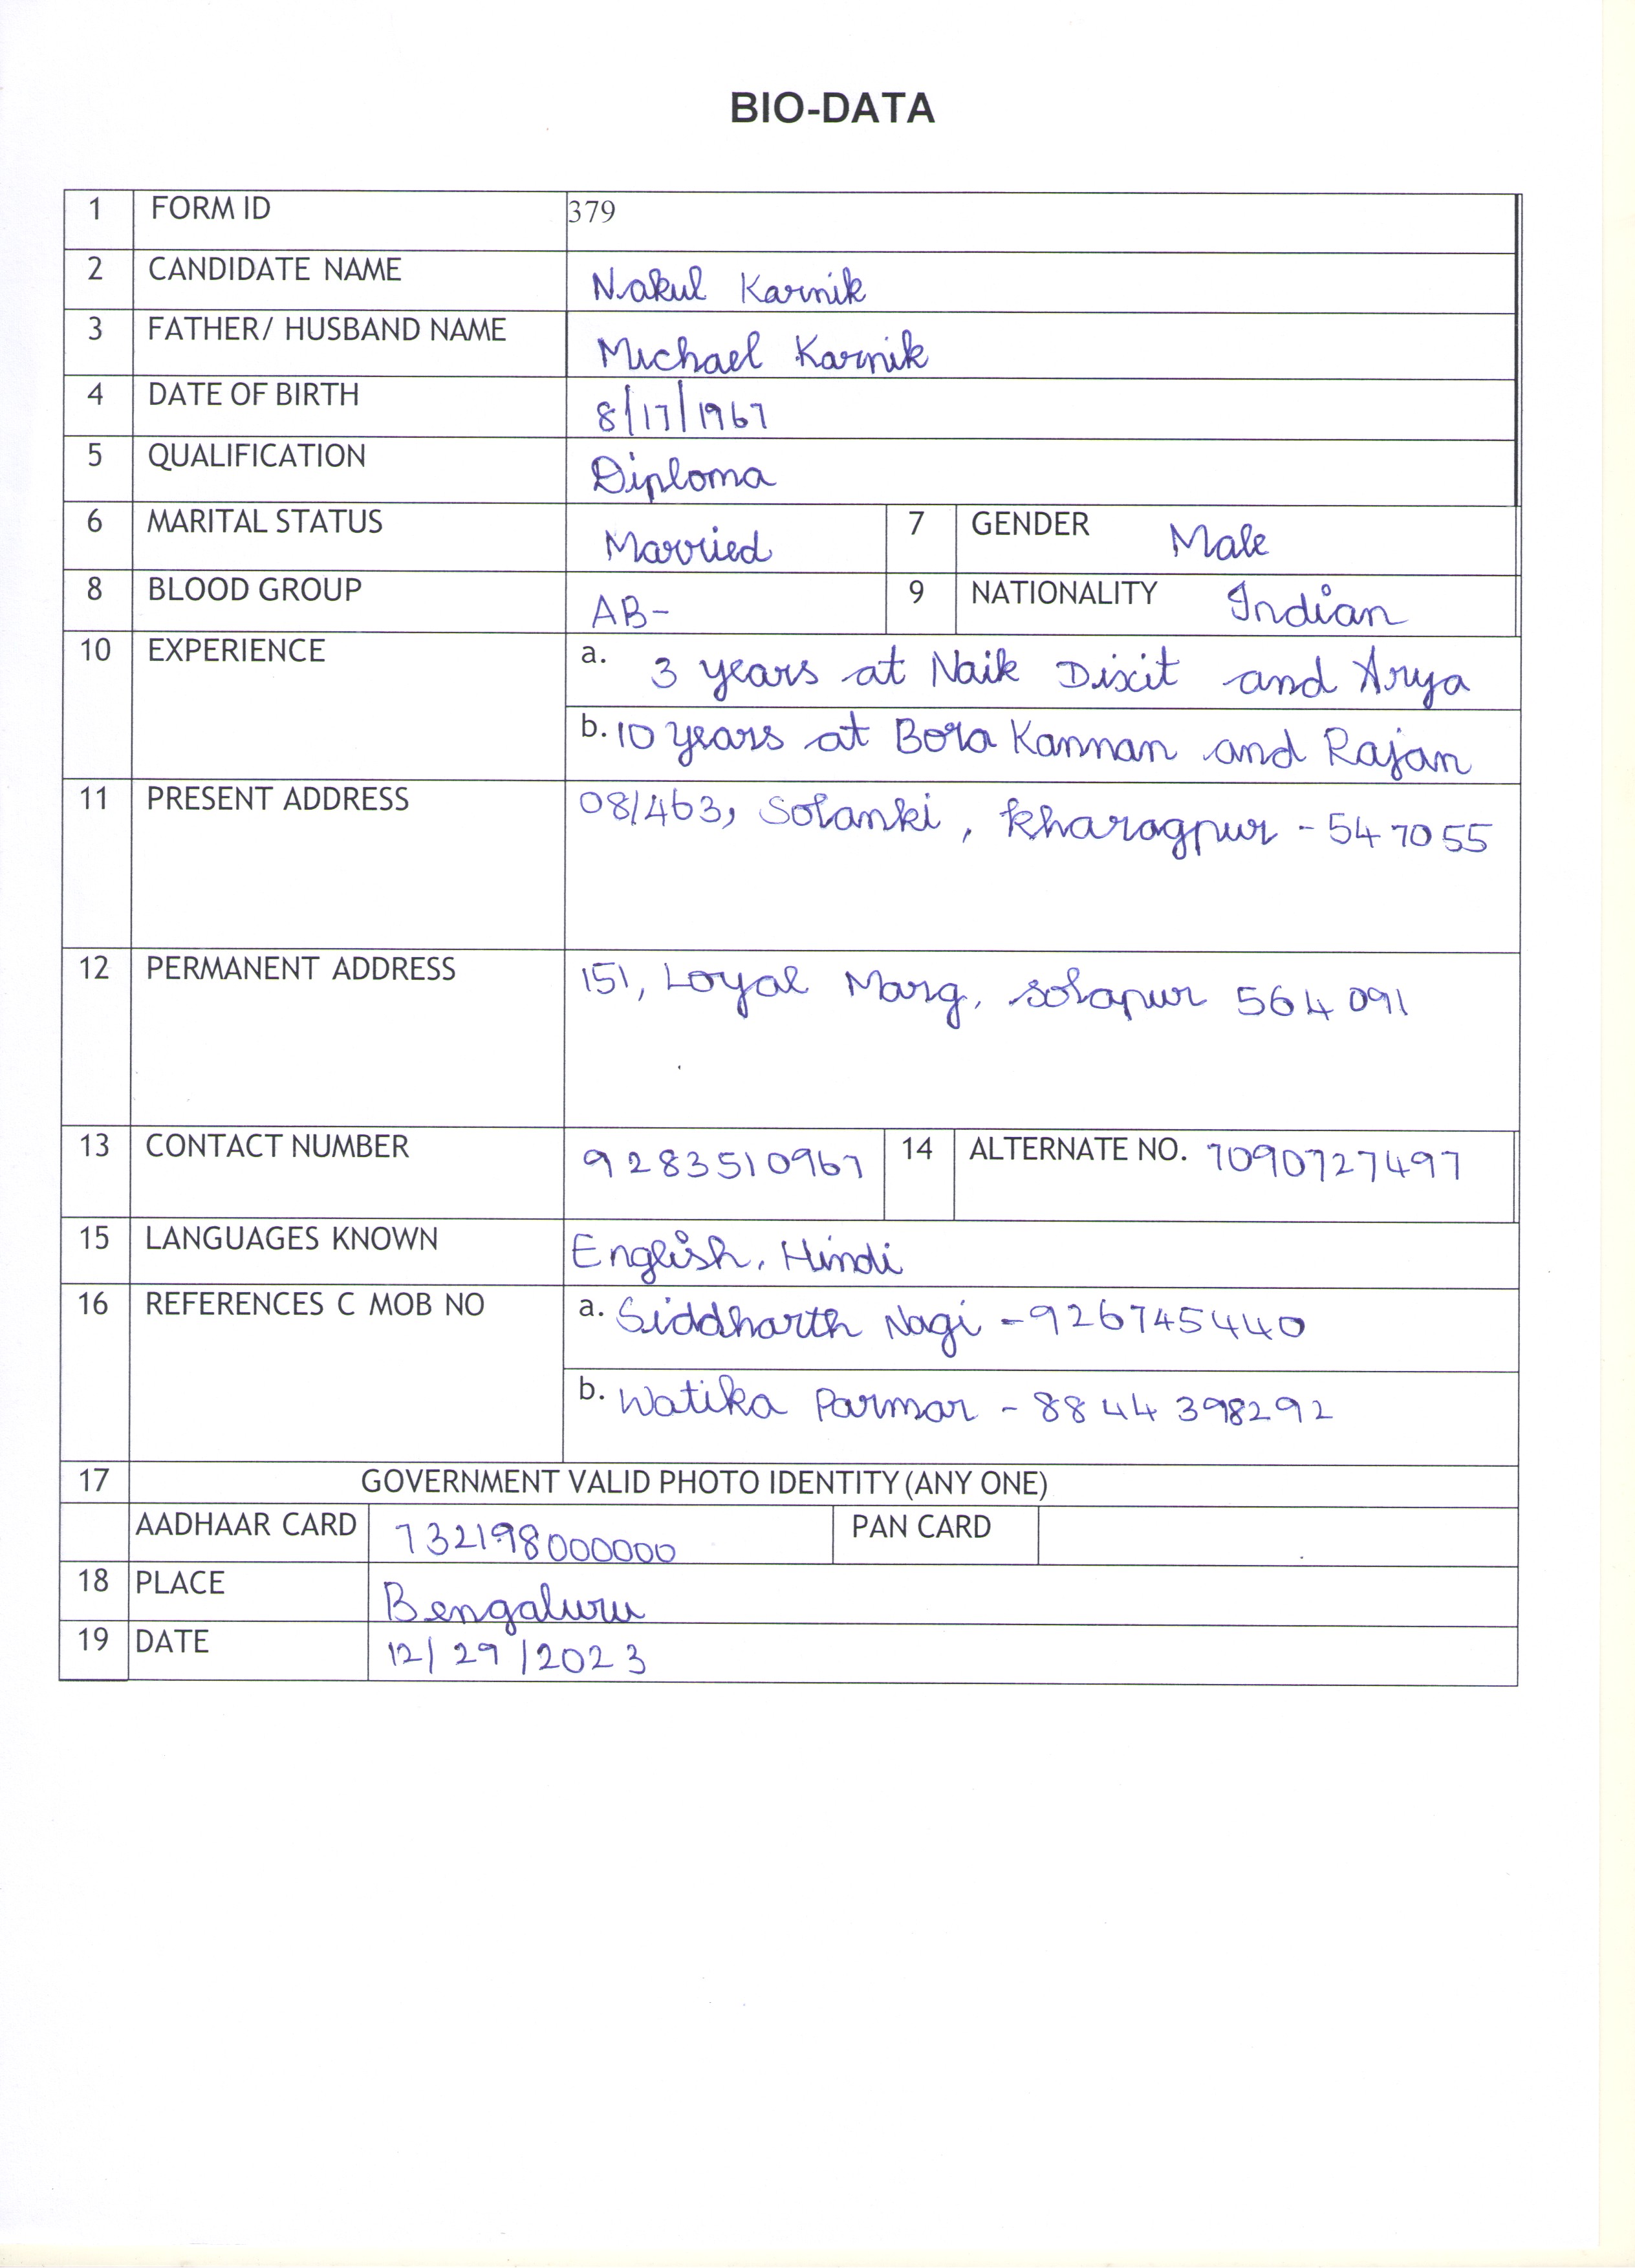 BIO-DATA
1 FORM ID 379
2 CANDIDATE NAME Nakul Karnik
3 FATHER/ HUSBAND NAME Michael Karnik
4 DATE OF BIRTH 8/17/1967
5 QUALIFICATION Diploma
6 MARITAL STATUS Married 7 GENDER Male
8 BLOOD GROUP AB- 9 NATIONALITY Indian
10 EXPERIENCE a. 3 years at Naik Dixit and Arya
b. 10 years at Bora Kannan and Rajan
11 PRESENT ADDRESS 08/463, Solanki, Kharagpur - 547055
12 PERMANENT ADDRESS 151, Loyal Marg, Solapur 564091
13 CONTACT NUMBER 9283510967 14 ALTERNATE NO. 7090727497
15 LANGUAGES KNOWN English, Hindi
16 REFERENCES C MOB NO a. Siddharth Nagi - 926745440
b. Watika Parmar - 8844398292
17 GOVERNMENT VALID PHOTO IDENTITY (ANY ONE)
AADHAAR CARD 732198000000 PAN CARD
18 PLACE Bengaluru
19 DATE 12/29/2023